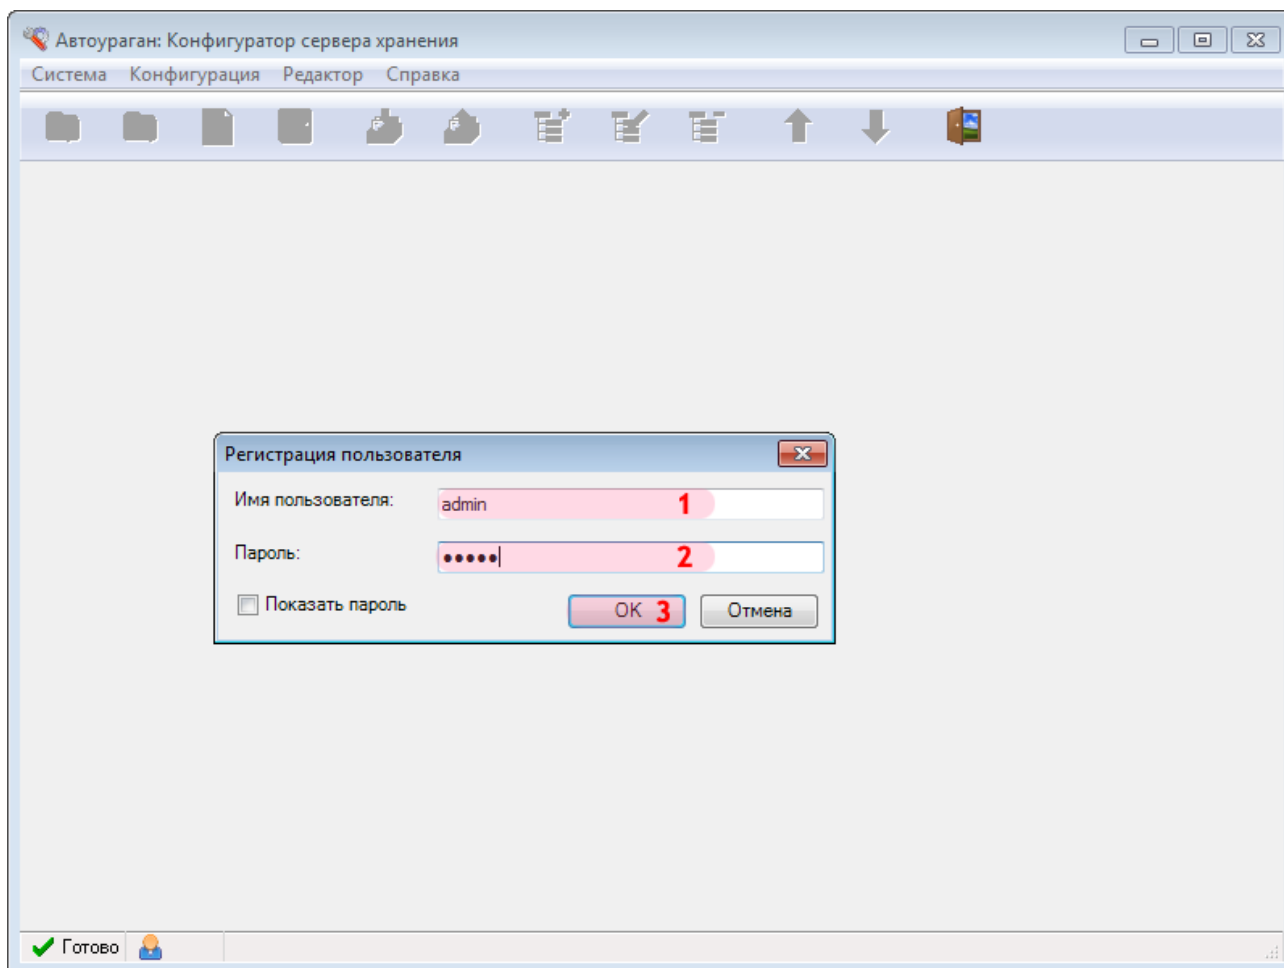 Автоураган: Конфигуратор сервера хранения
Система Конфигурация Редактор Справка
Регистрация пользователя
Имя пользователя: admin 1
Пароль: ●●●●● 2
Показать пароль OK 3 Отмена
Готово